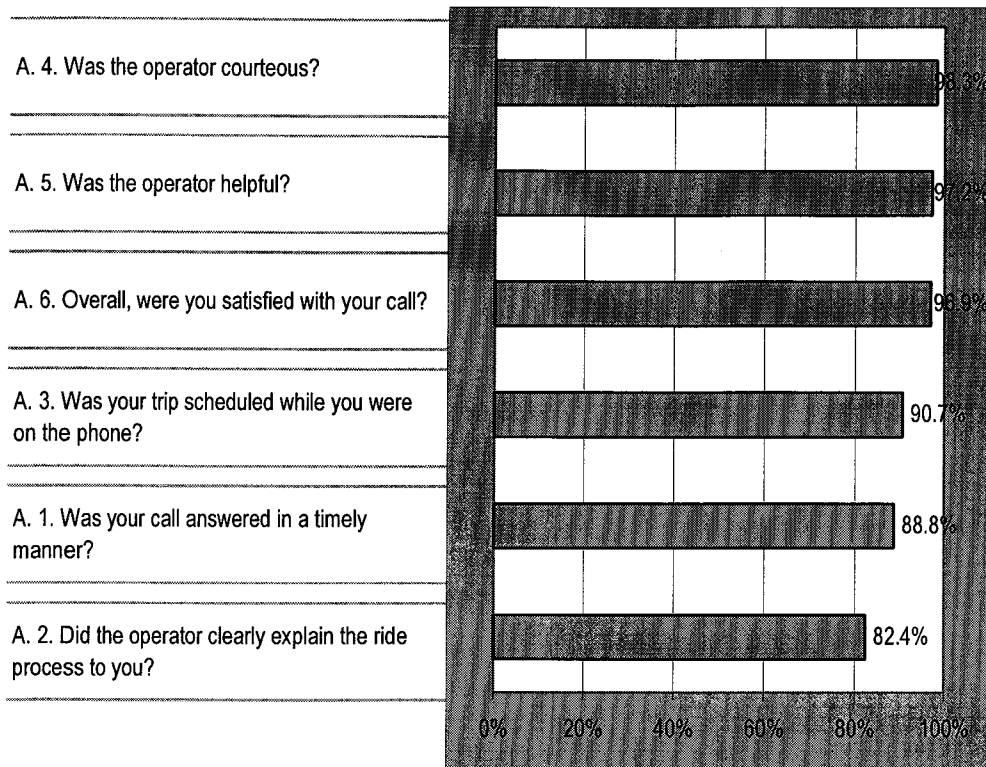 A. 4. Was the operator courteous?
98.3%
A. 5. Was the operator helpful?
97.2%
A. 6. Overall, were you satisfied with your call?
96.9%
A. 3. Was your trip scheduled while you were
on the phone?
90.7%
A. 1. Was your call answered in a timely
manner?
88.8%
A. 2. Did the operator clearly explain the ride
process to you?
82.4%
0% 20% 40% 60% 80% 100%